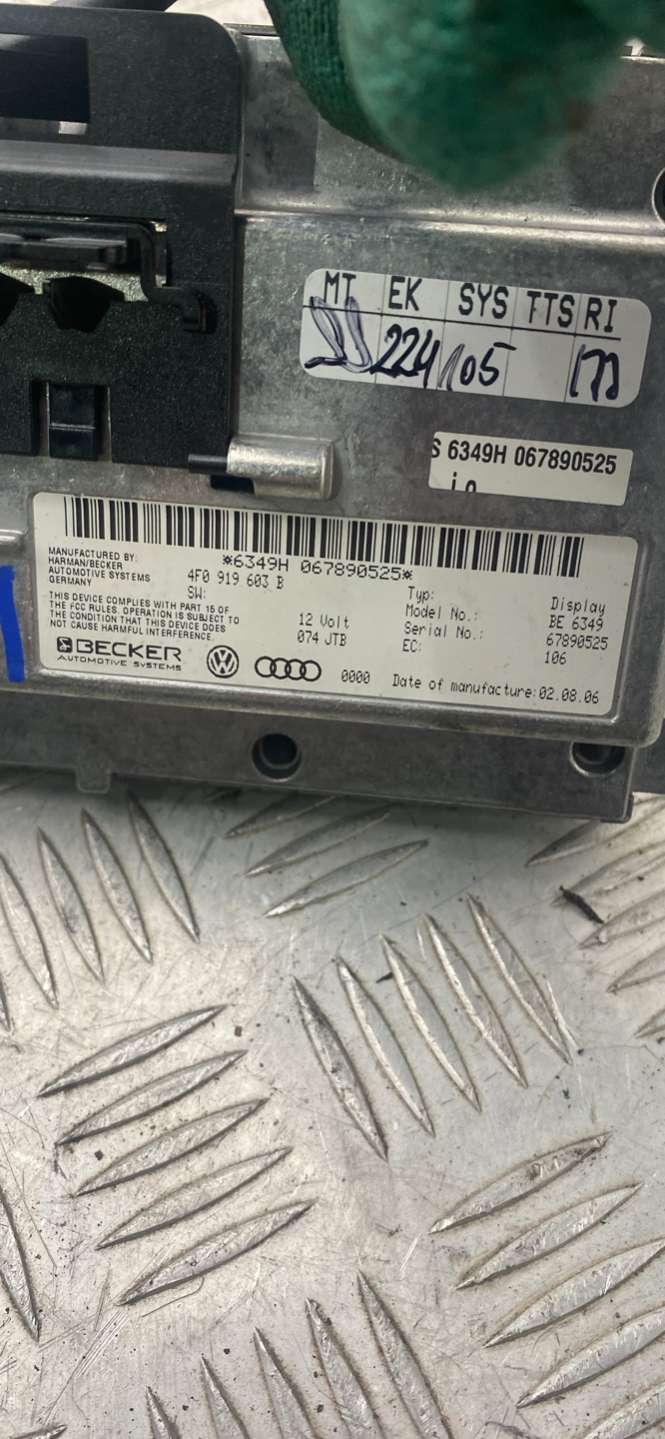 MT EK SYS TTS RI
224 105
S 6349H 067890525
*6349H 067890525*
MANUFACTURED BY:
HARMAN/BECKER
AUTOMOTIVE SYSTEMS
GERMANY
4F0 919 603 B
SW:
THIS DEVICE COMPLIES WITH PART 15 OF
THE FCC RULES. OPERATION IS SUBJECT TO
THE CONDITION THAT THIS DEVICE DOES
NOT CAUSE HARMFUL INTERFERENCE.
12 Volt
074 JTB
Typ: Display
Model No.: BE 6349
Serial No.: 67890525
EC: 106
BECKER
AUTOMOTIVE SYSTEMS
0000 Date of manufacture: 02.08.06